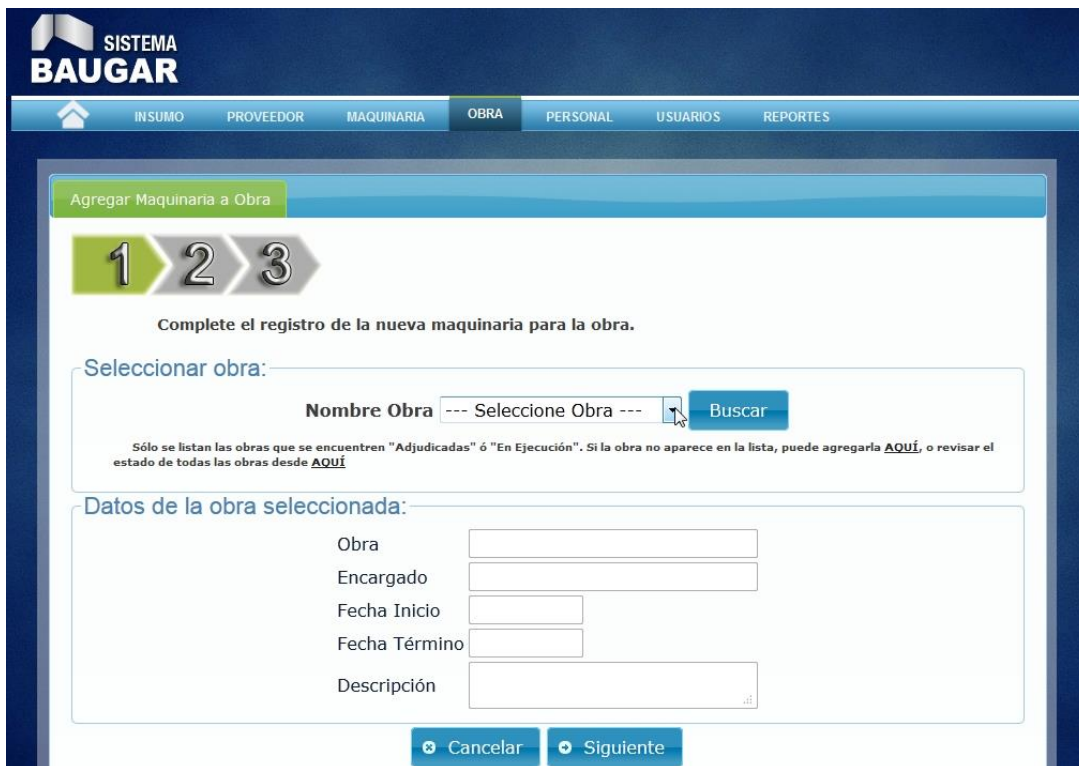 SISTEMA
BAUGAR
INSUMO PROVEEDOR MAQUINARIA OBRA PERSONAL USUARIOS REPORTES
Agregar Maquinaria a Obra
1 2 3
Complete el registro de la nueva maquinaria para la obra.
Seleccionar obra:
Nombre Obra --- Seleccione Obra --- Buscar
Sólo se listan las obras que se encuentren "Adjudicadas" ó "En Ejecución". Si la obra no aparece en la lista, puede agregarla AQUÍ, o revisar el
estado de todas las obras desde AQUÍ
Datos de la obra seleccionada:
Obra
Encargado
Fecha Inicio
Fecha Término
Descripción
Cancelar Siguiente